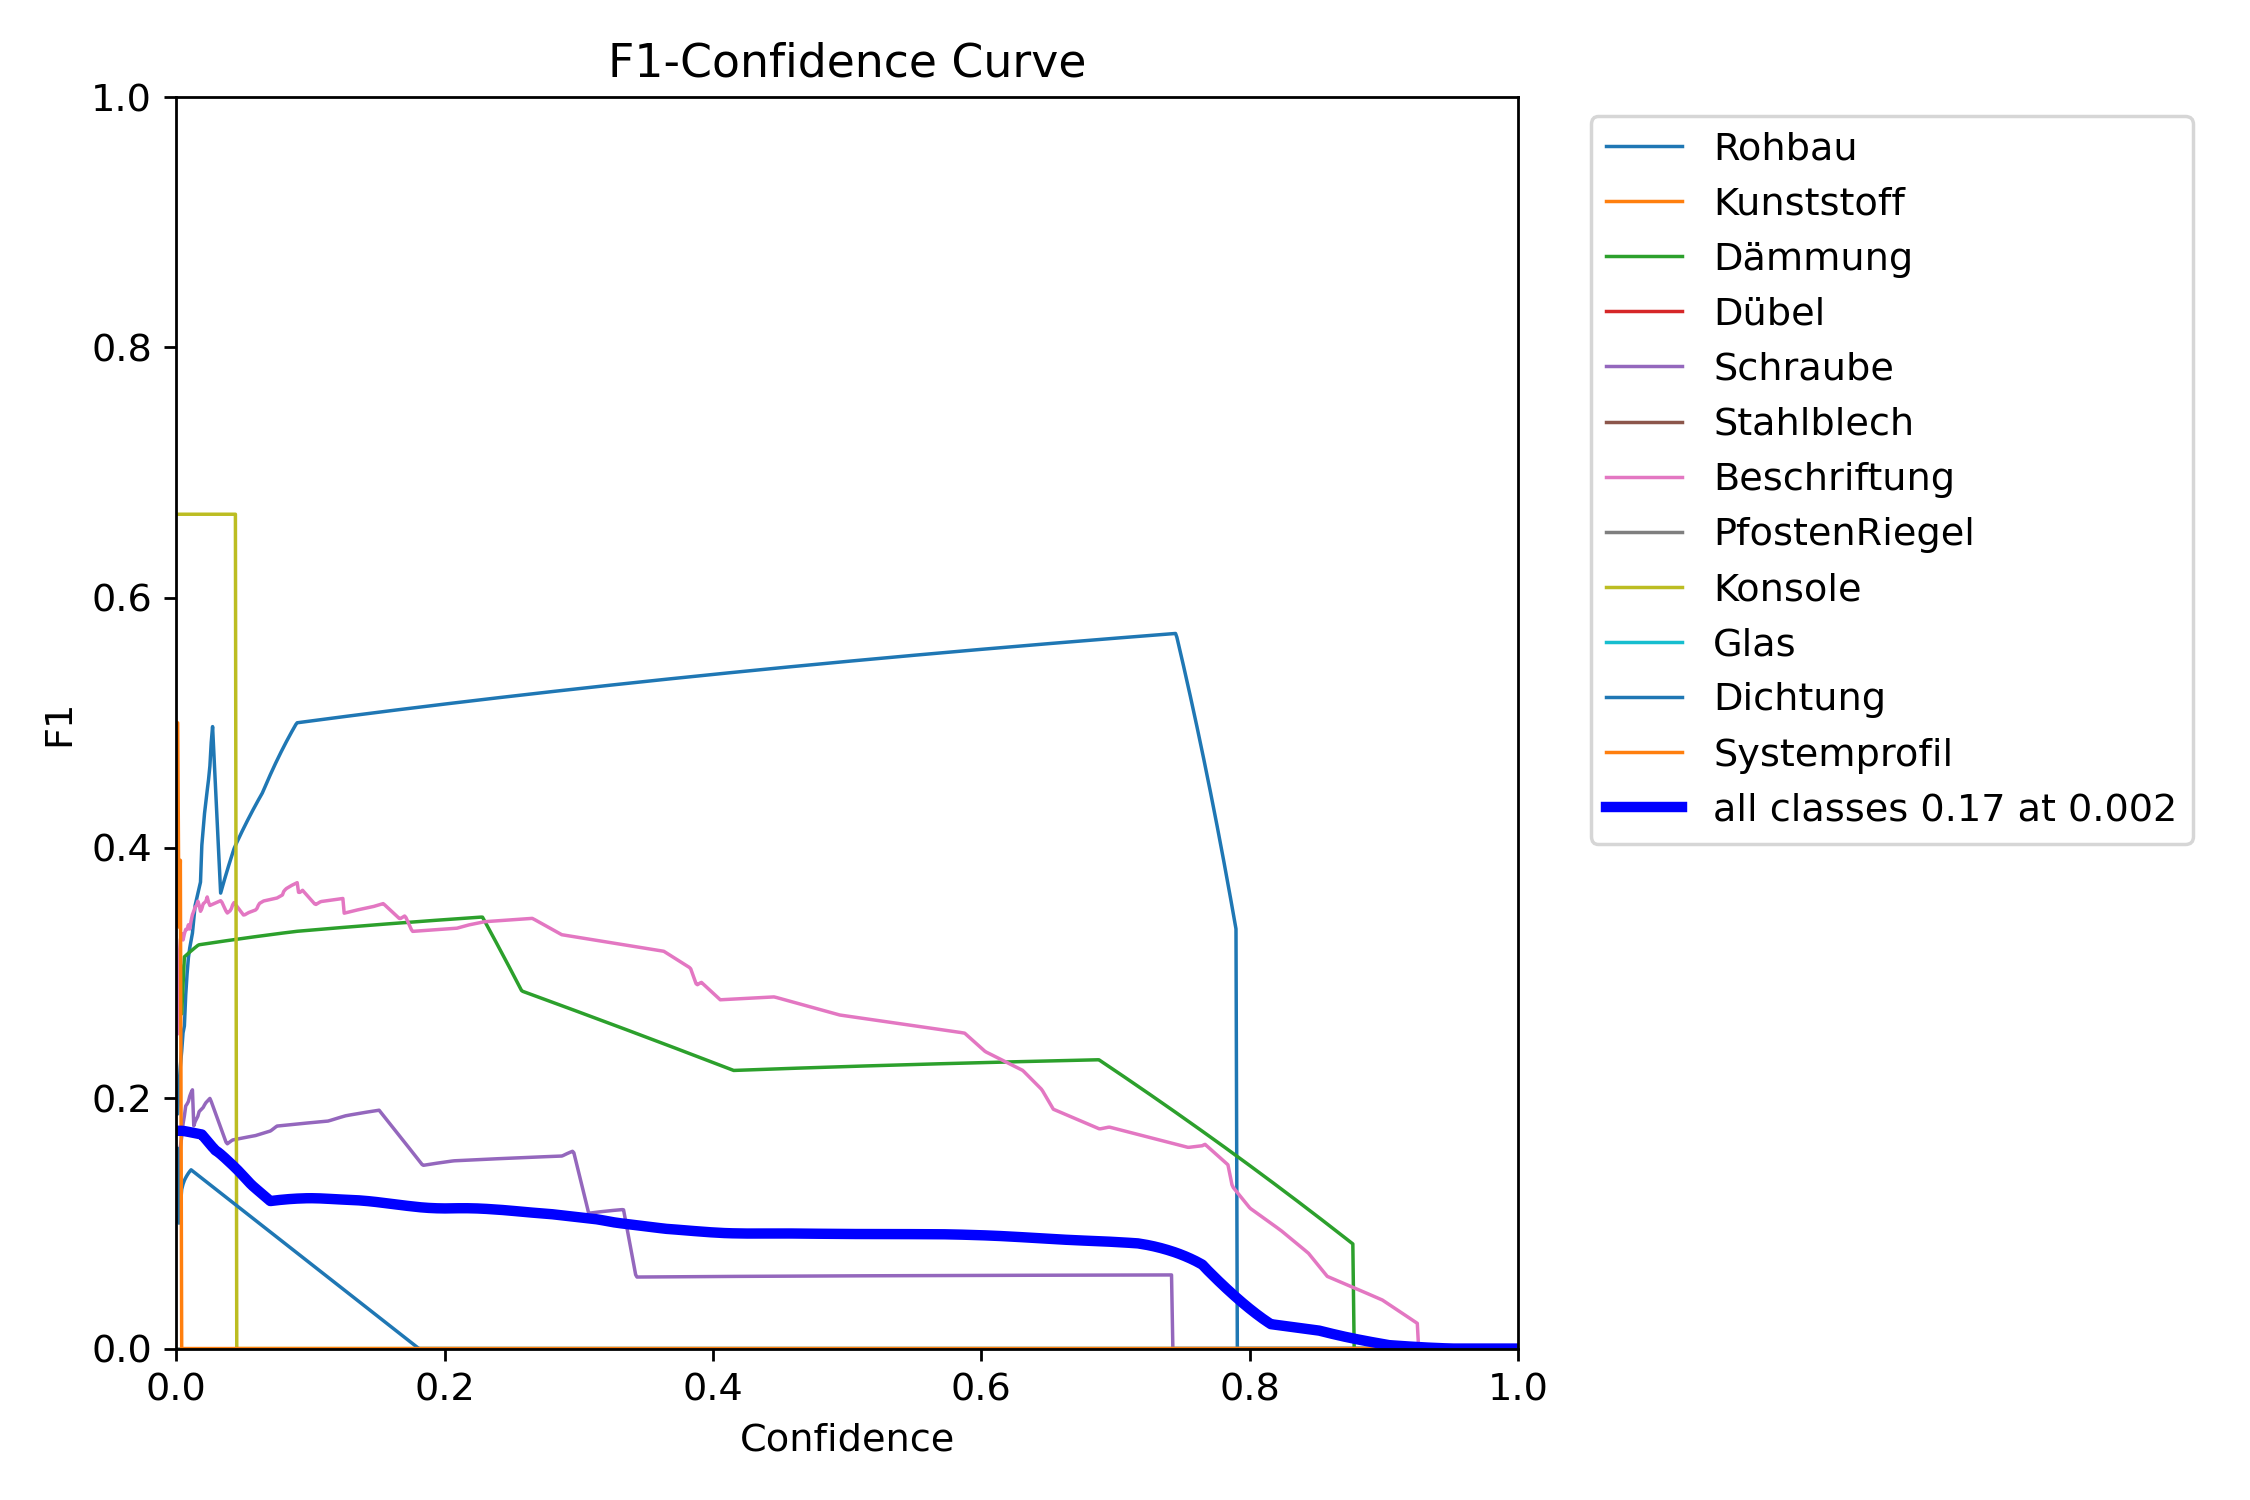 F1-Confidence Curve
1.0
0.8
0.6
0.4
0.2
0.0
F1
0.0 0.2 0.4 0.6 0.8 1.0
Confidence
Rohbau
Kunststoff
Dämmung
Dübel
Schraube
Stahlblech
Beschriftung
PfostenRiegel
Konsole
Glas
Dichtung
Systemprofil
all classes 0.17 at 0.002